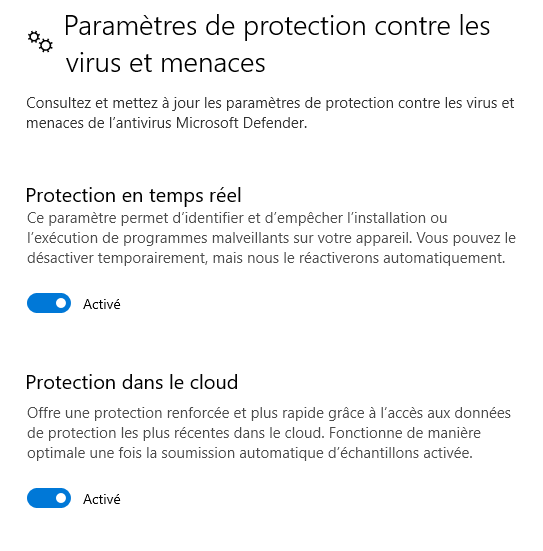 Paramètres de protection contre les
virus et menaces
Consultez et mettez à jour les paramètres de protection contre les virus et
menaces de l’antivirus Microsoft Defender.
Protection en temps réel
Ce paramètre permet d’identifier et d’empêcher l’installation ou
l’exécution de programmes malveillants sur votre appareil. Vous pouvez le
désactiver temporairement, mais nous le réactiverons automatiquement.
Activé
Protection dans le cloud
Offre une protection renforcée et plus rapide grâce à l’accès aux données
de protection les plus récentes dans le cloud. Fonctionne de manière
optimale une fois la soumission automatique d’échantillons activée.
Activé